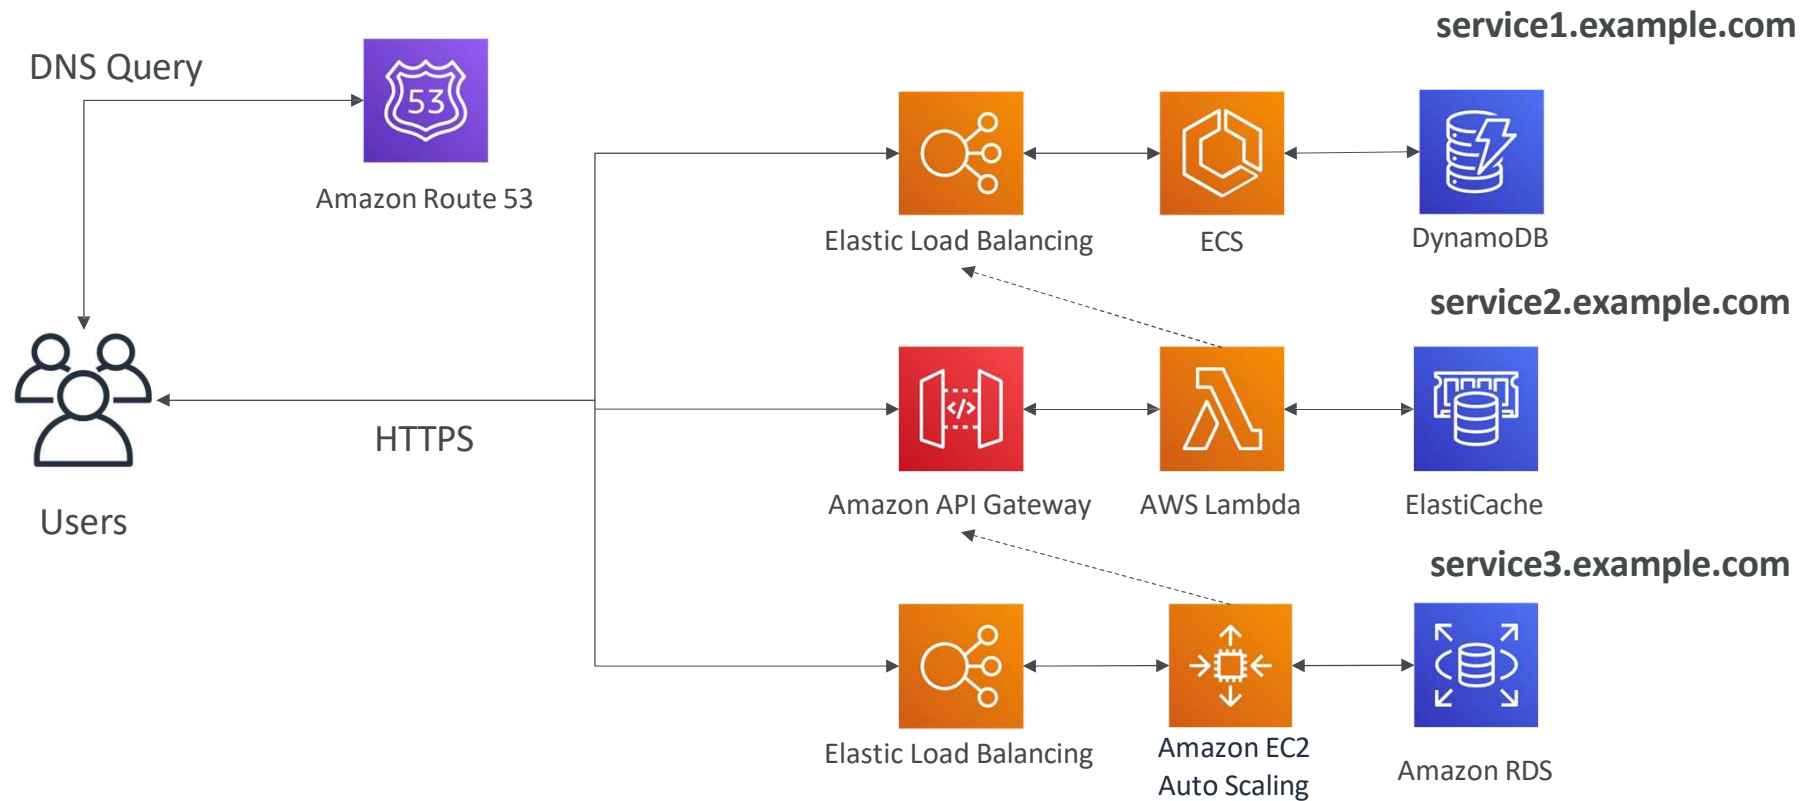 service1.example.com
DNS Query
53
Amazon Route 53
Elastic Load Balancing
ECS
DynamoDB
service2.example.com
HTTPS
</>
Users
Amazon API Gateway
AWS Lambda
ElastiCache
service3.example.com
Elastic Load Balancing
Amazon EC2
Auto Scaling
Amazon RDS